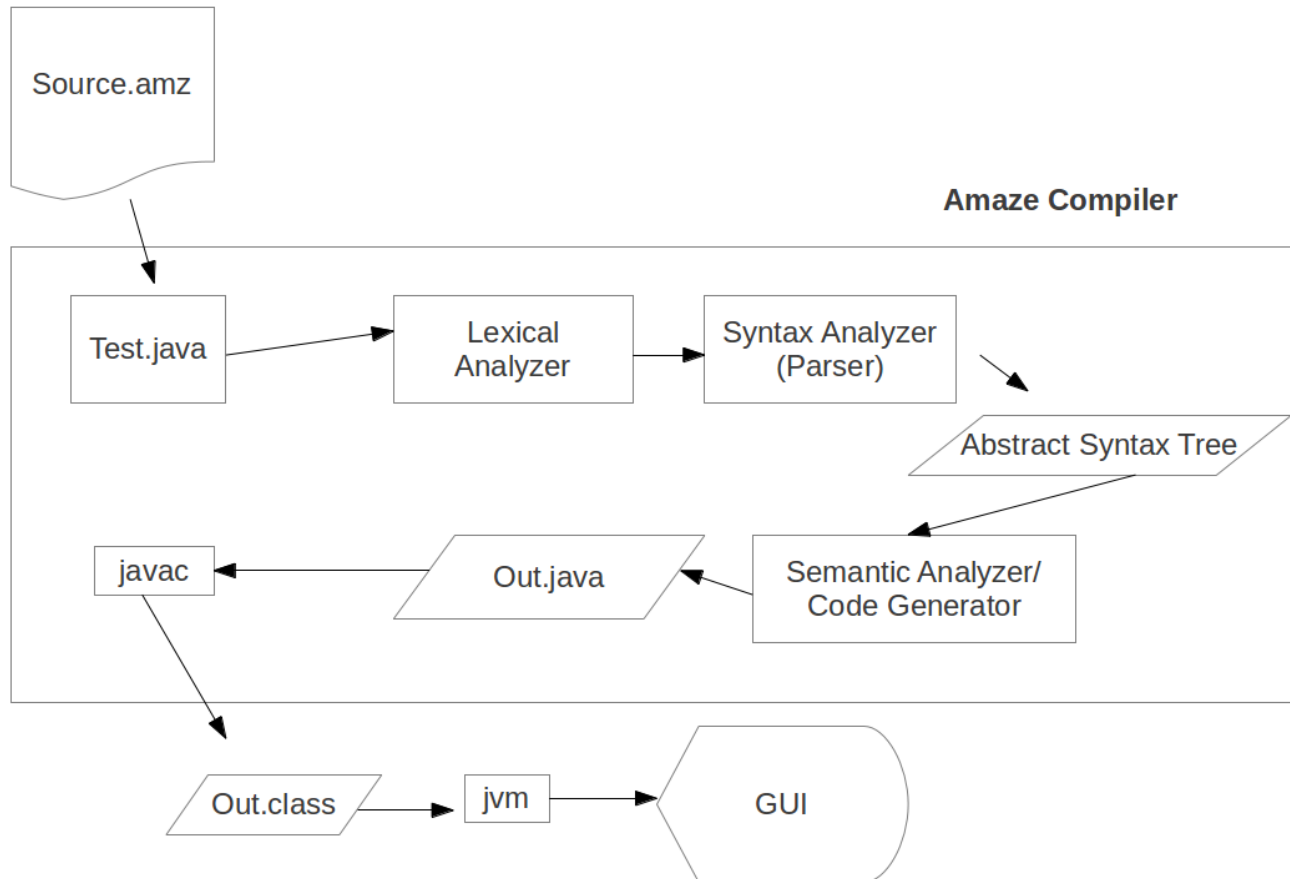 Source.amz
Amaze Compiler
Test.java
Lexical
Analyzer
Syntax Analyzer
(Parser)
Abstract Syntax Tree
javac
Out.java
Semantic Analyzer/
Code Generator
Out.class
jvm
GUI